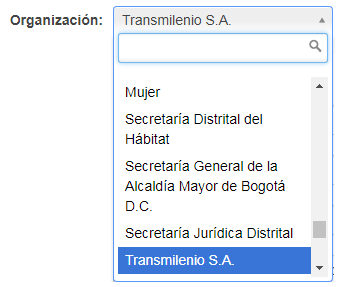 Organización: Transmilenio S.A.
Mujer
Secretaría Distrital del
Hábitat
Secretaría General de la
Alcaldía Mayor de Bogotá
D.C.
Secretaría Jurídica Distrital
Transmilenio S.A.